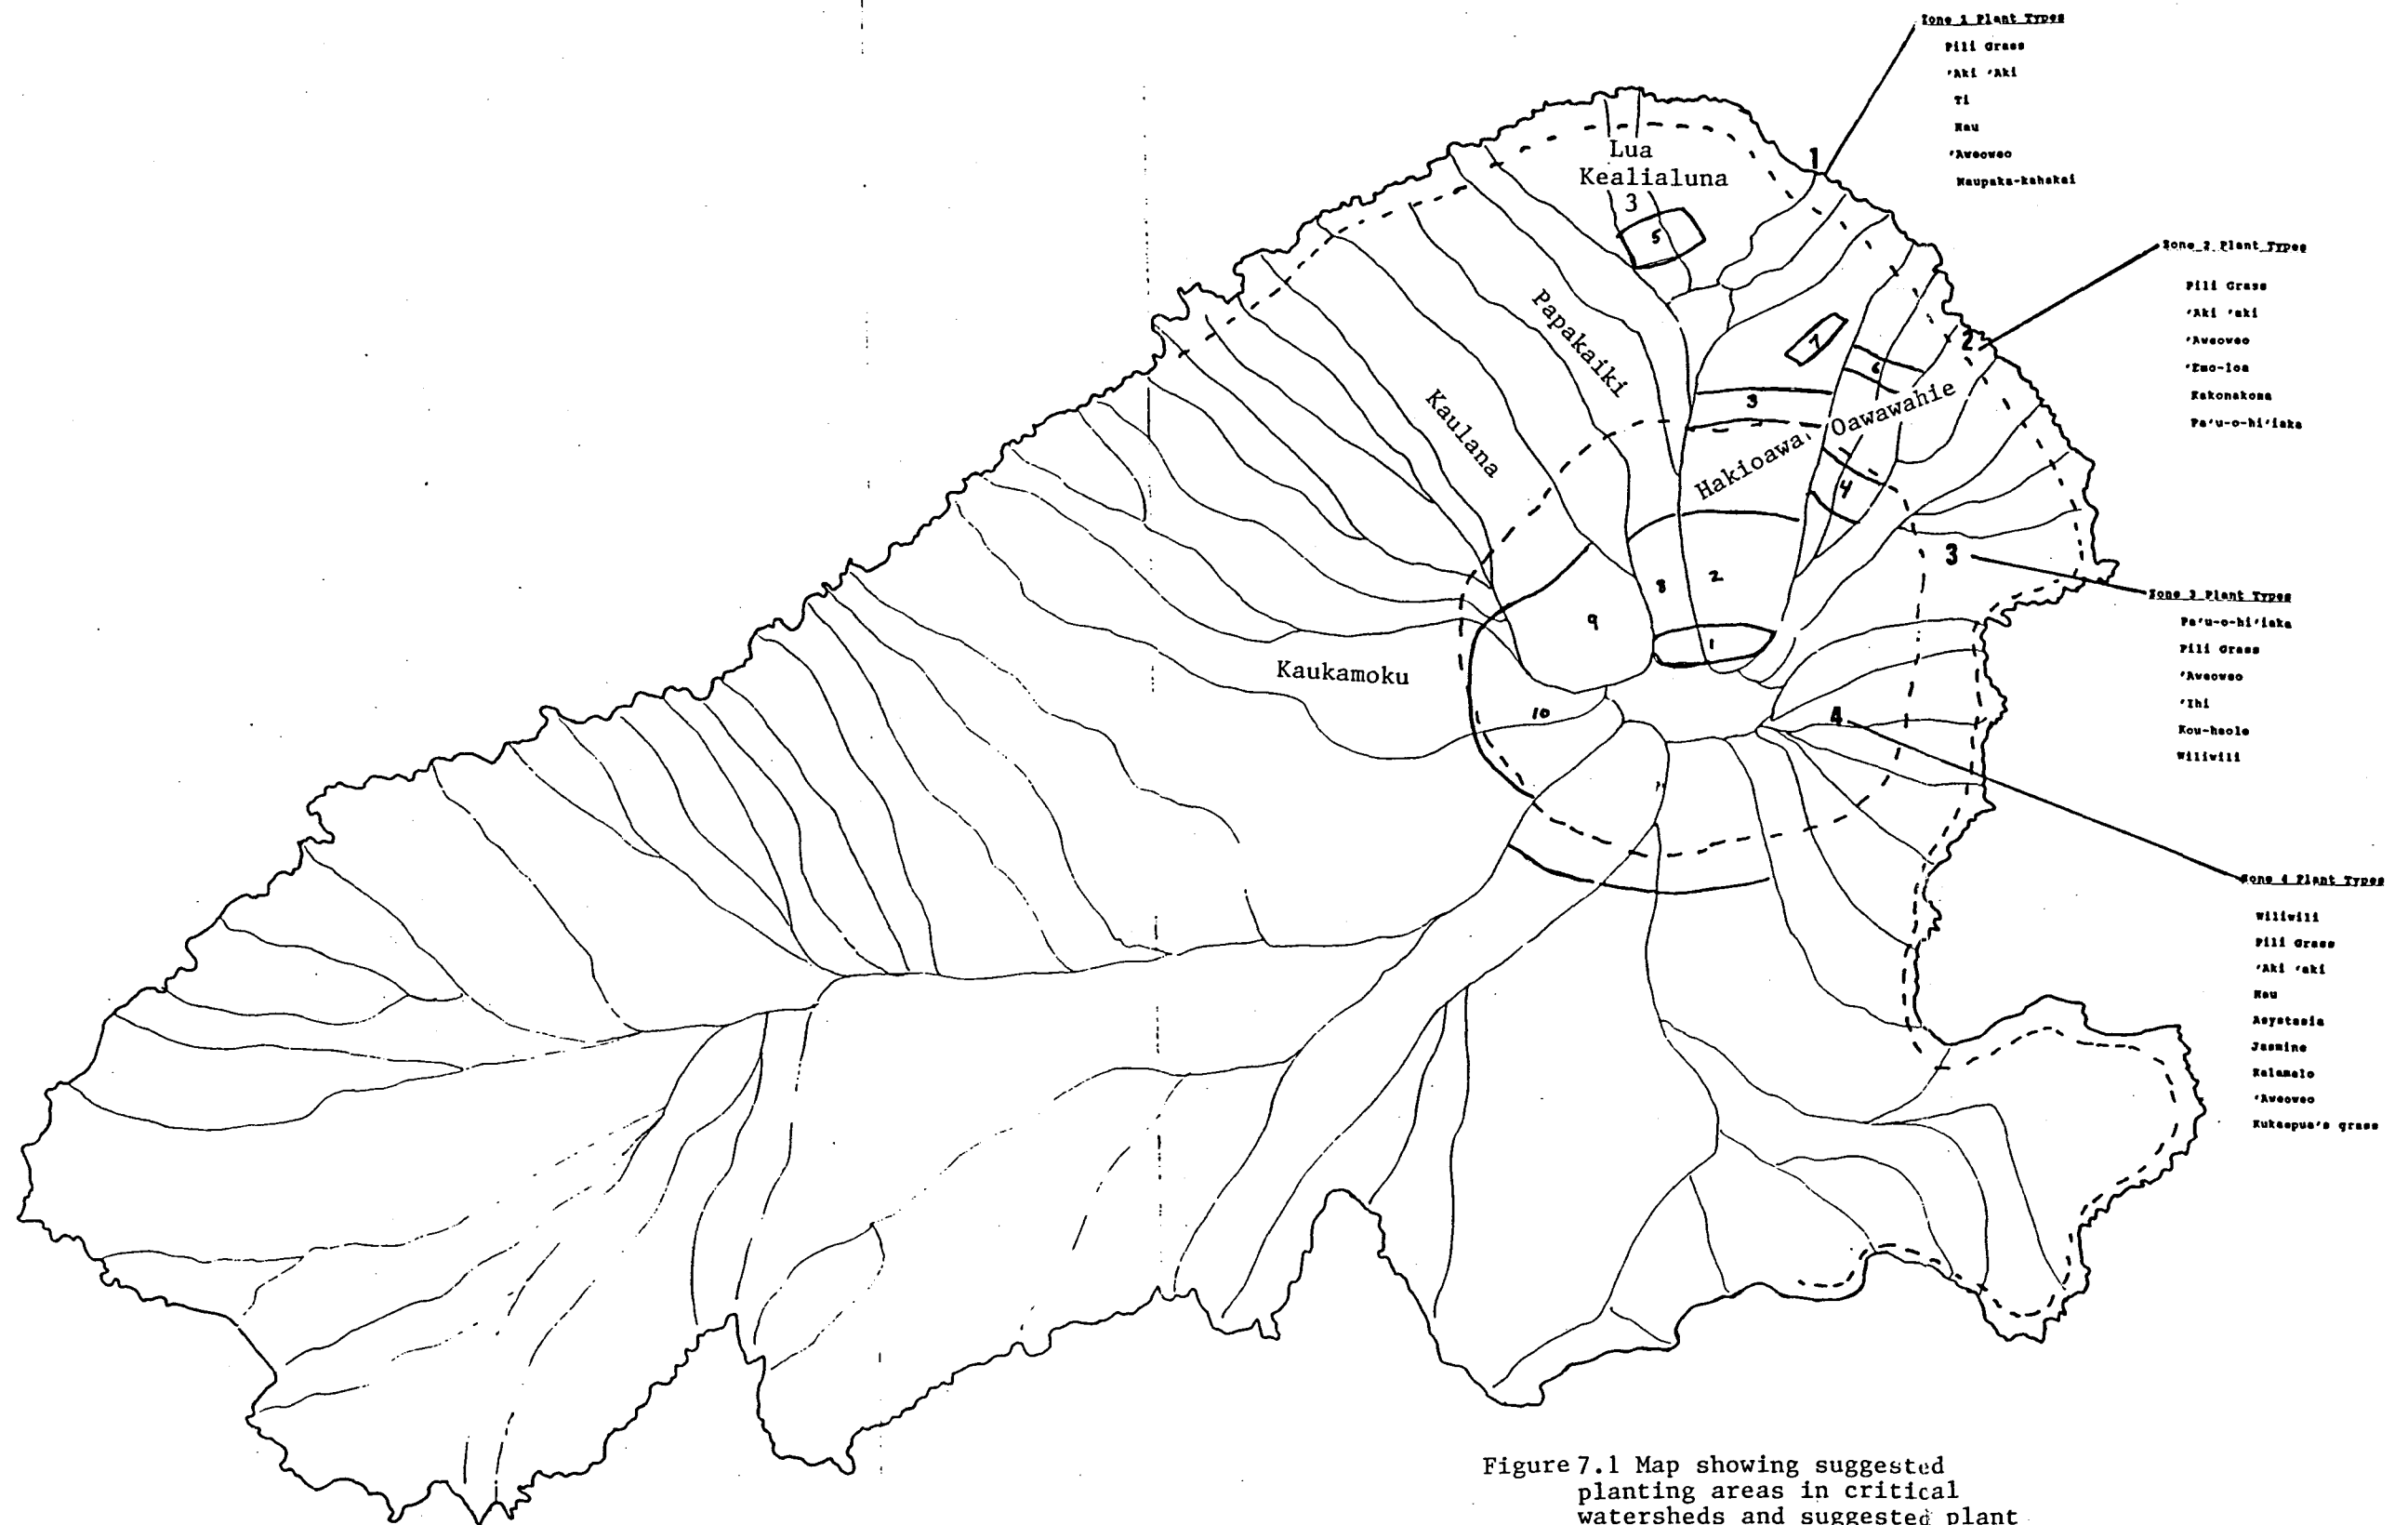 Zone 1 Plant Types
Pili Grass
'Aki 'Aki
Ti
Hau
'Aweoweo
Naupaka-kahakai
1
Lua
Kealialuna
3
5
Zone 2 Plant Types
Pili Grass
'Aki 'aki
'Aweoweo
'Emo-loa
Kakonakona
Pa'u-o-hi'iaka
2
Papakaiki
7
6
Kaulana
3
Oawawahie
Hakioawa
4
3
Zone 3 Plant Types
Pa'u-o-hi'iaka
Pili Grass
'Aweoweo
'Ihi
Kou-haole
Wiliwili
8
2
9
1
Kaukamoku
10
4
11
Zone 4 Plant Types
Wiliwili
Pili Grass
'Aki 'aki
Hau
Asystasia
Jasmine
Kalamalo
'Aweoweo
Kukaepua'a grass
Figure 7.1 Map showing suggested
planting areas in critical
watersheds and suggested plant